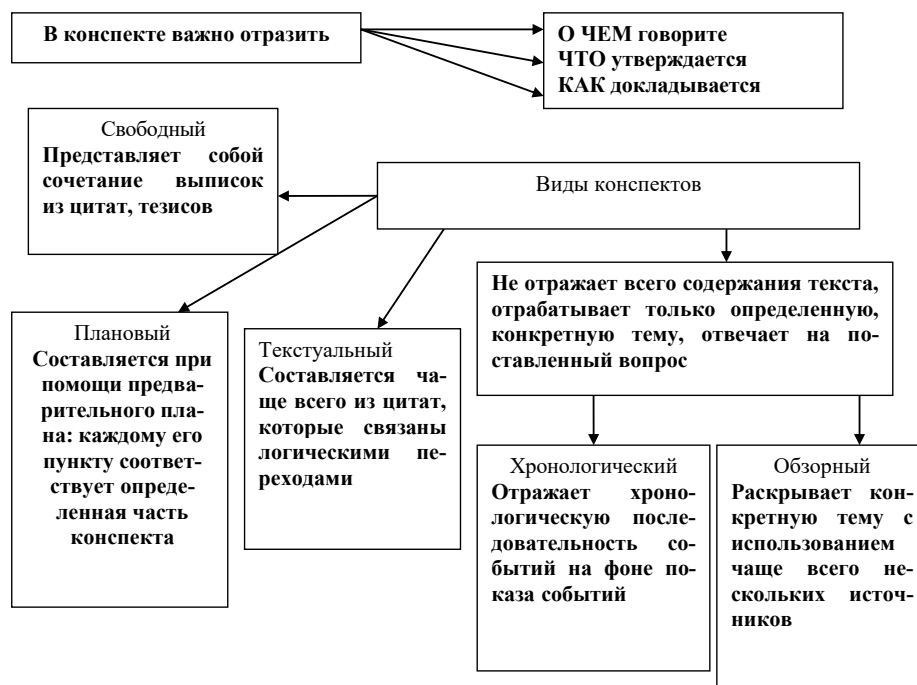 В конспекте важно отразить
О ЧЕМ говорите
ЧТО утверждается
КАК докладывается
Свободный
Представляет собой
сочетание выписок
из цитат, тезисов
Виды конспектов
Не отражает всего содержания текста,
отрабатывает только определенную,
конкретную тему, отвечает на по-
ставленный вопрос
Плановый
Составляется при
помощи предва-
рительного пла-
на: каждому его
пункту соответ-
ствует опреде-
ленная часть
конспекта
Текстуальный
Составляется ча-
ще всего из цитат,
которые связаны
логическими пе-
реходами
Хронологический
Отражает хроно-
логическую после-
довательность со-
бытий на фоне по-
каза событий
Обзорный
Раскрывает кон-
кретную тему с
использованием
чаще всего не-
скольких источ-
ников